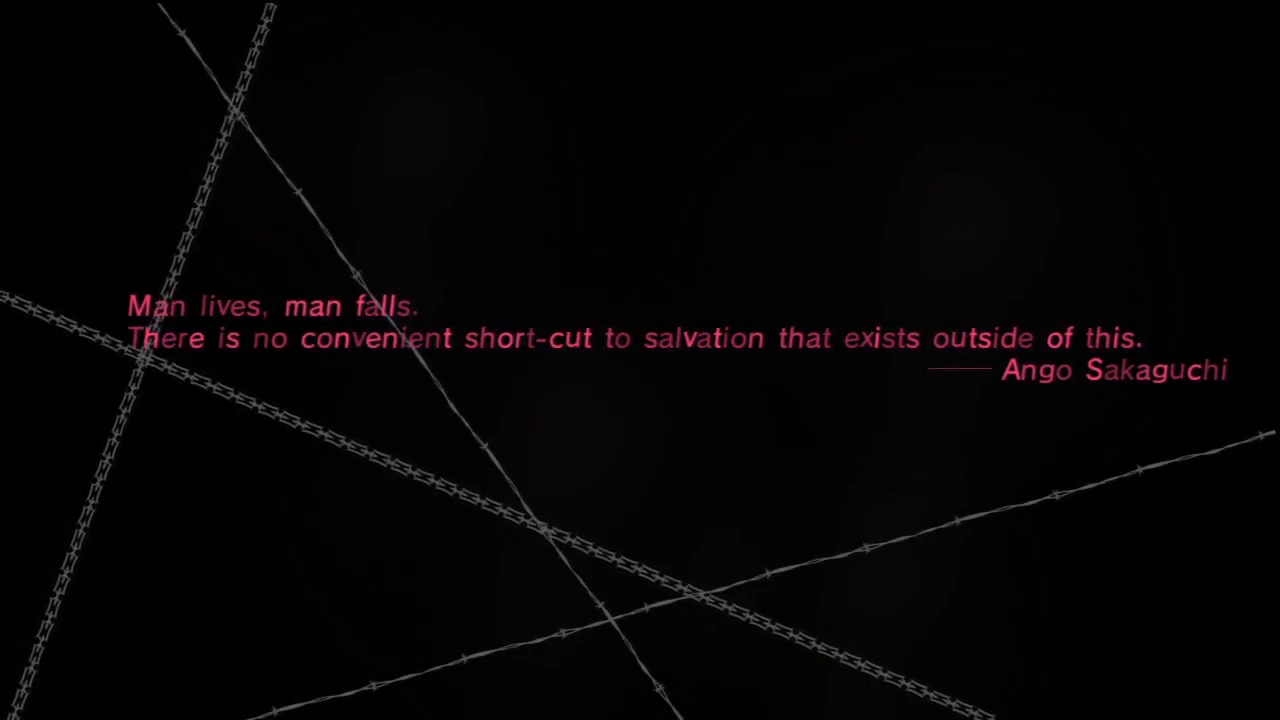 Man lives, man falls.
There is no convenient short-cut to salvation that exists outside of this.
—— Ango Sakaguchi